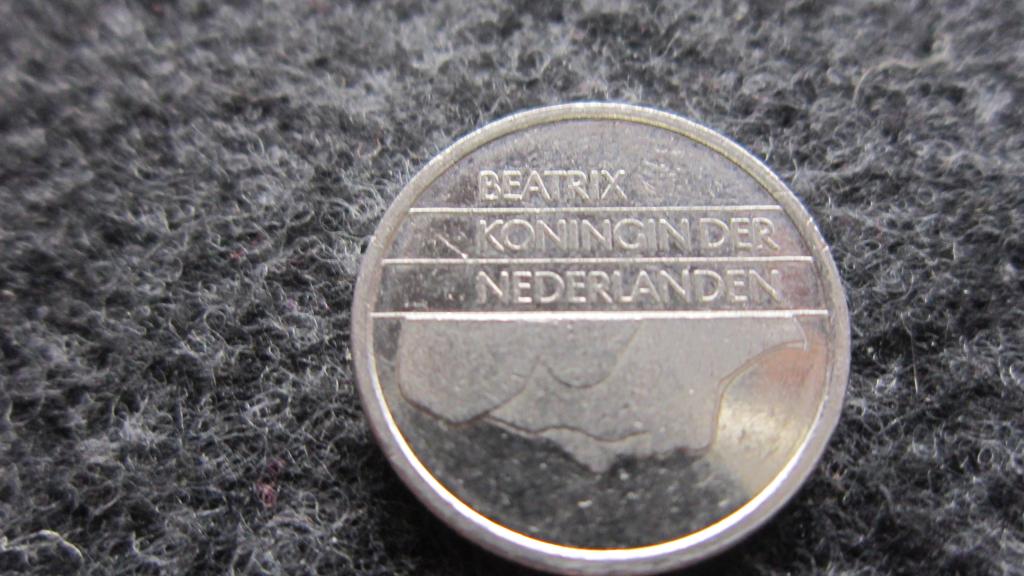 BEATRIX
KONINGIN DER
NEDERLANDEN